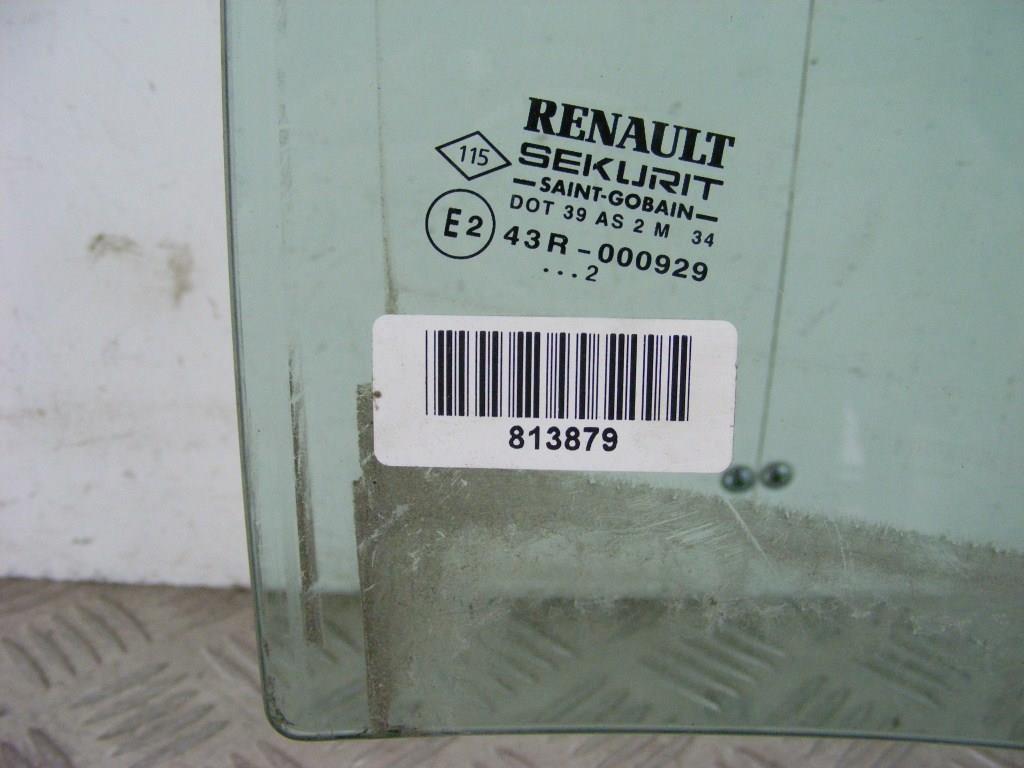 RENAULT
115
SEKURIT
SAINT-GOBAIN
DOT 39 AS 2 M 34
E2
43R-000929
...2
813879